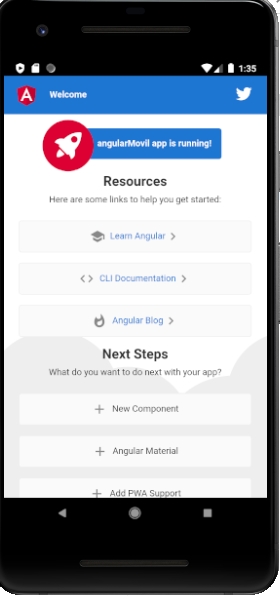 1:35
A
Welcome
angularMovil app is running!
Resources
Here are some links to help you get started:
Learn Angular
CLI Documentation
Angular Blog
Next Steps
What do you want to do next with your app?
New Component
Angular Material
Add PWA Support